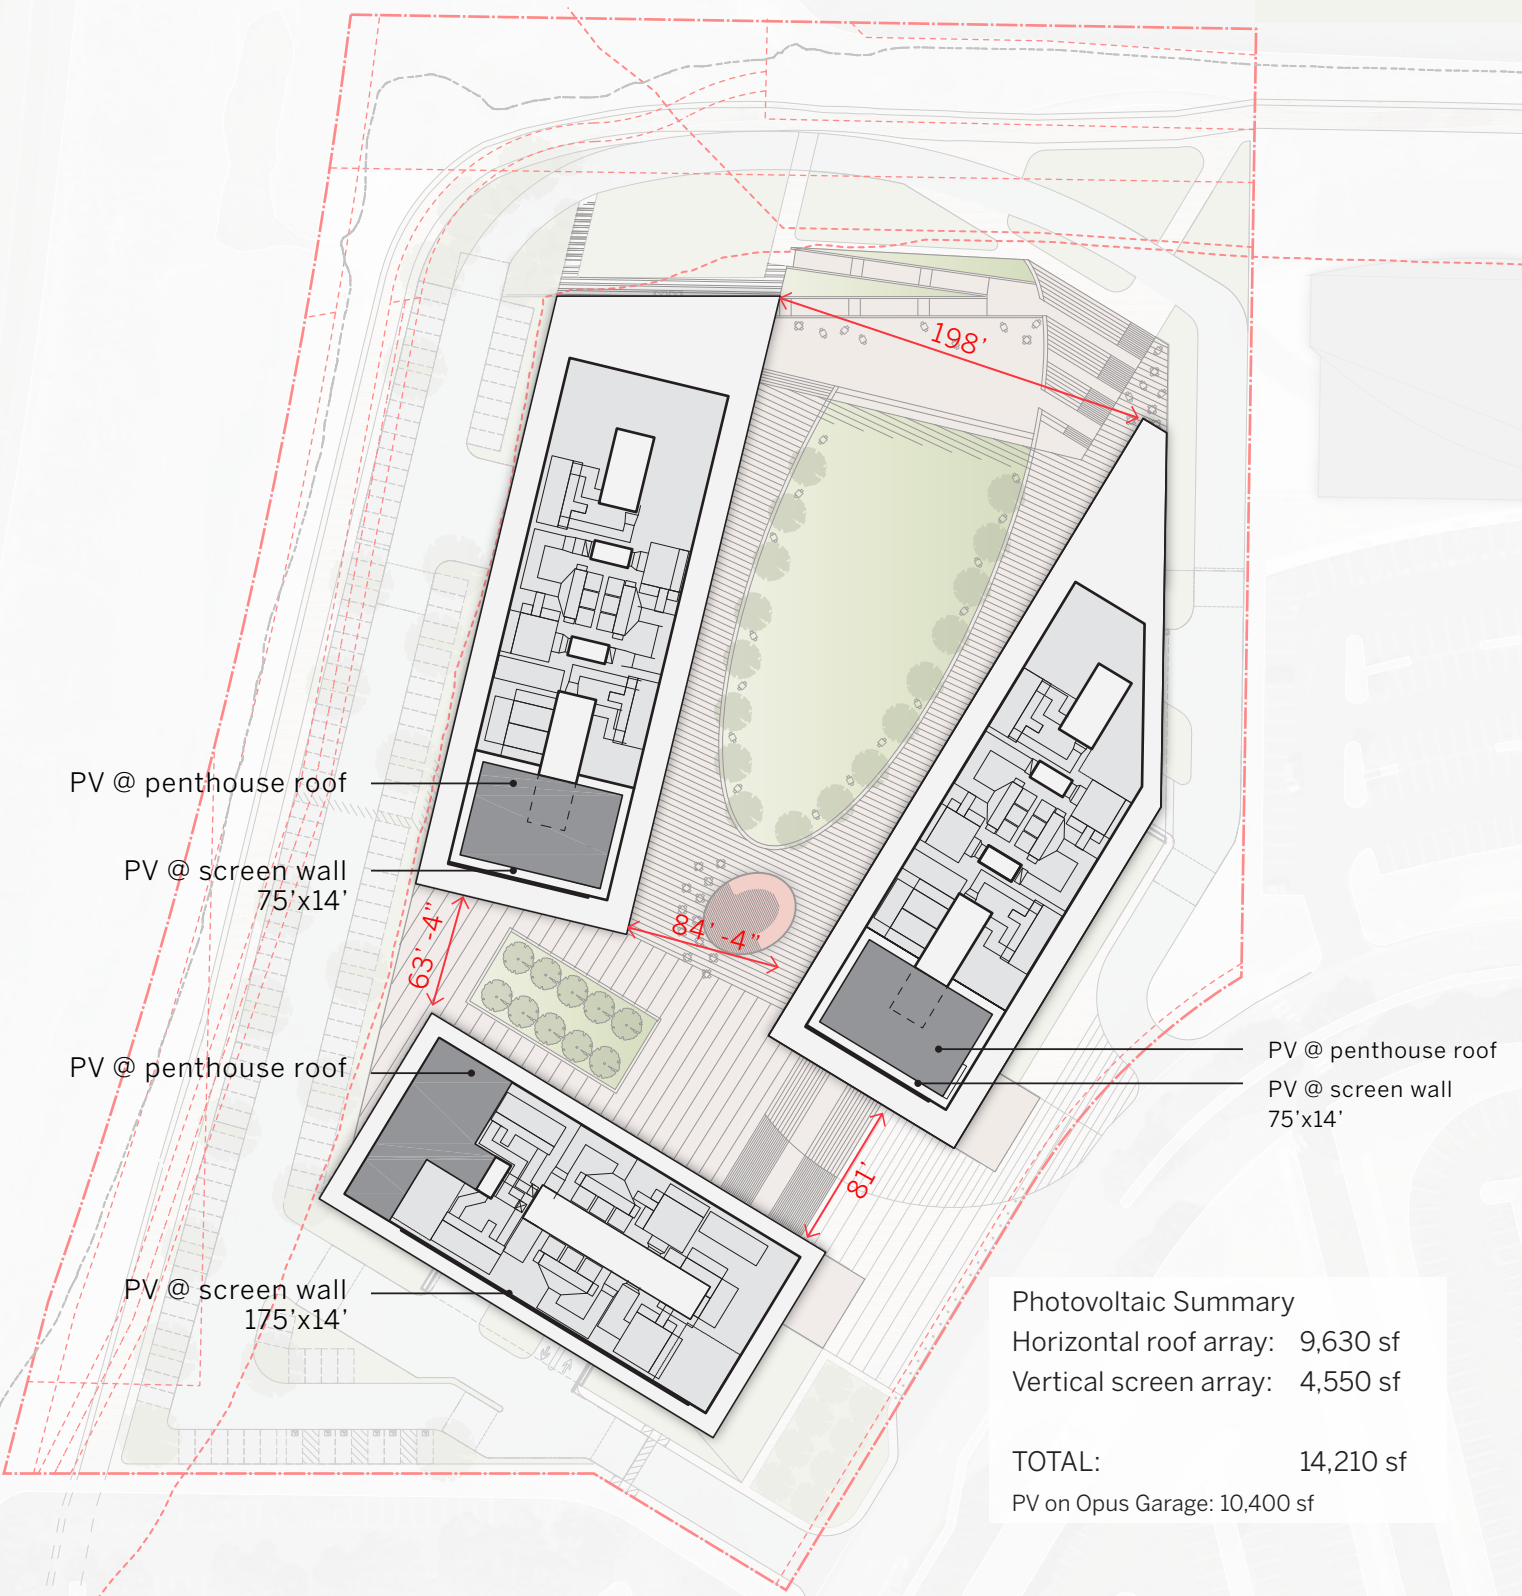 198’
PV @ penthouse roof
PV @ screen wall
75’x14’
84’-4”
63’-4”
PV @ penthouse roof
PV @ penthouse roof
PV @ screen wall
75’x14’
81’
PV @ screen wall
175’x14’
Photovoltaic Summary
Horizontal roof array: 9,630 sf
Vertical screen array: 4,550 sf
TOTAL: 14,210 sf
PV on Opus Garage: 10,400 sf